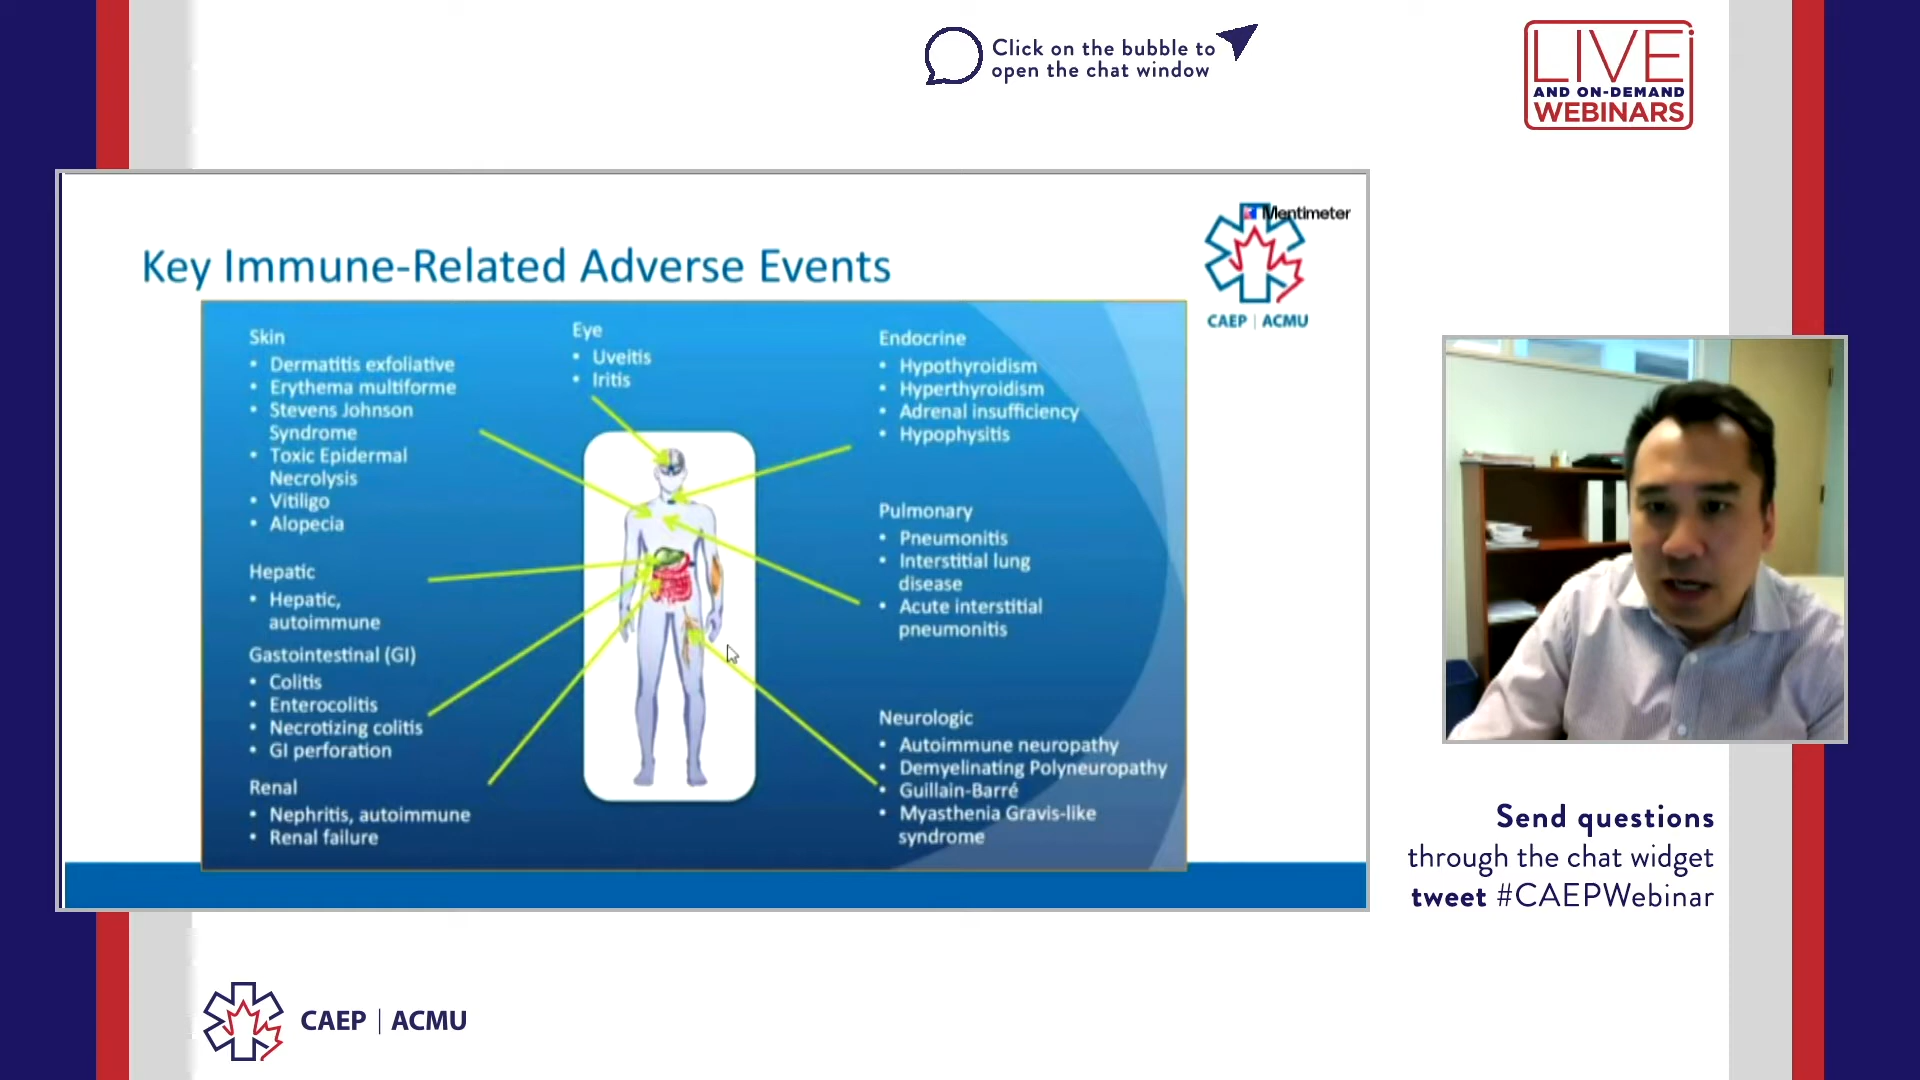 Click on the bubble to
open the chat window
LIVE
AND ON-DEMAND
WEBINARS
Mentimeter
CAEP | ACMU
Key Immune-Related Adverse Events
Skin
• Dermatitis exfoliative
• Erythema multiforme
• Stevens Johnson
Syndrome
• Toxic Epidermal
Necrolysis
• Vitiligo
• Alopecia
Hepatic
• Hepatic,
autoimmune
Gastointestinal (GI)
• Colitis
• Enterocolitis
• Necrotizing colitis
• GI perforation
Renal
• Nephritis, autoimmune
• Renal failure
Eye
• Uveitis
• Iritis
Endocrine
• Hypothyroidism
• Hyperthyroidism
• Adrenal insufficiency
• Hypophysitis
Pulmonary
• Pneumonitis
• Interstitial lung
disease
• Acute interstitial
pneumonitis
Neurologic
• Autoimmune neuropathy
• Demyelinating Polyneuropathy
• Guillain-Barré
• Myasthenia Gravis-like
syndrome
Send questions
through the chat widget
tweet #CAEPWebinar
CAEP | ACMU